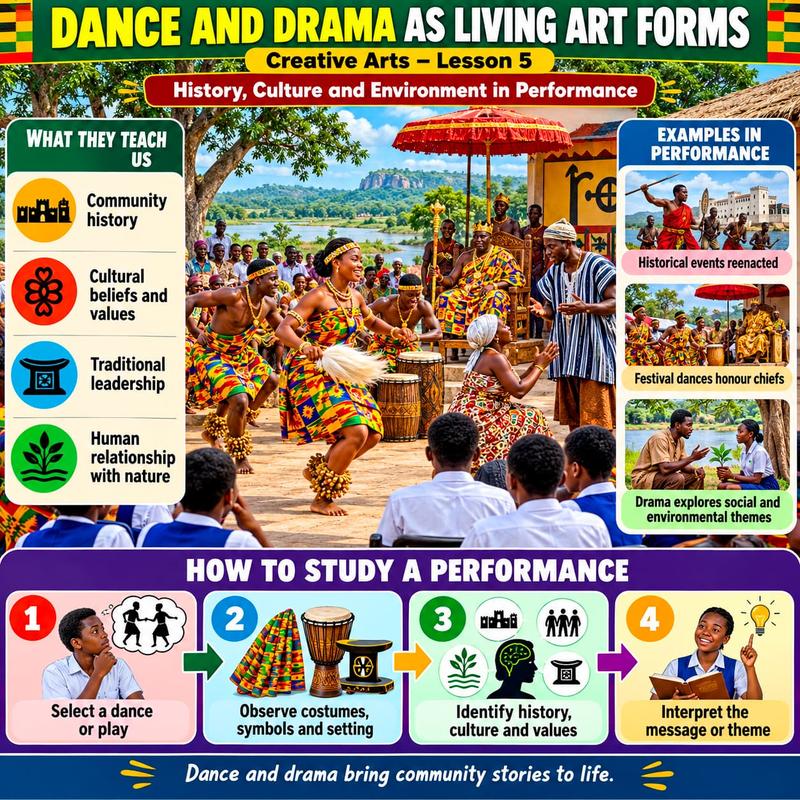 DANCE AND DRAMA AS LIVING ART FORMS
Creative Arts – Lesson 5
History, Culture and Environment in Performance
WHAT THEY TEACH
US
Community
history
Cultural
beliefs and
values
Traditional
leadership
Human
relationship
with nature
EXAMPLES IN
PERFORMANCE
Historical events reenacted
Festival dances honour chiefs
Drama explores social and
environmental themes
HOW TO STUDY A PERFORMANCE
1
Select a dance
or play
2
Observe costumes,
symbols and setting
3
Identify history,
culture and values
4
Interpret the
message or theme
Dance and drama bring community stories to life.